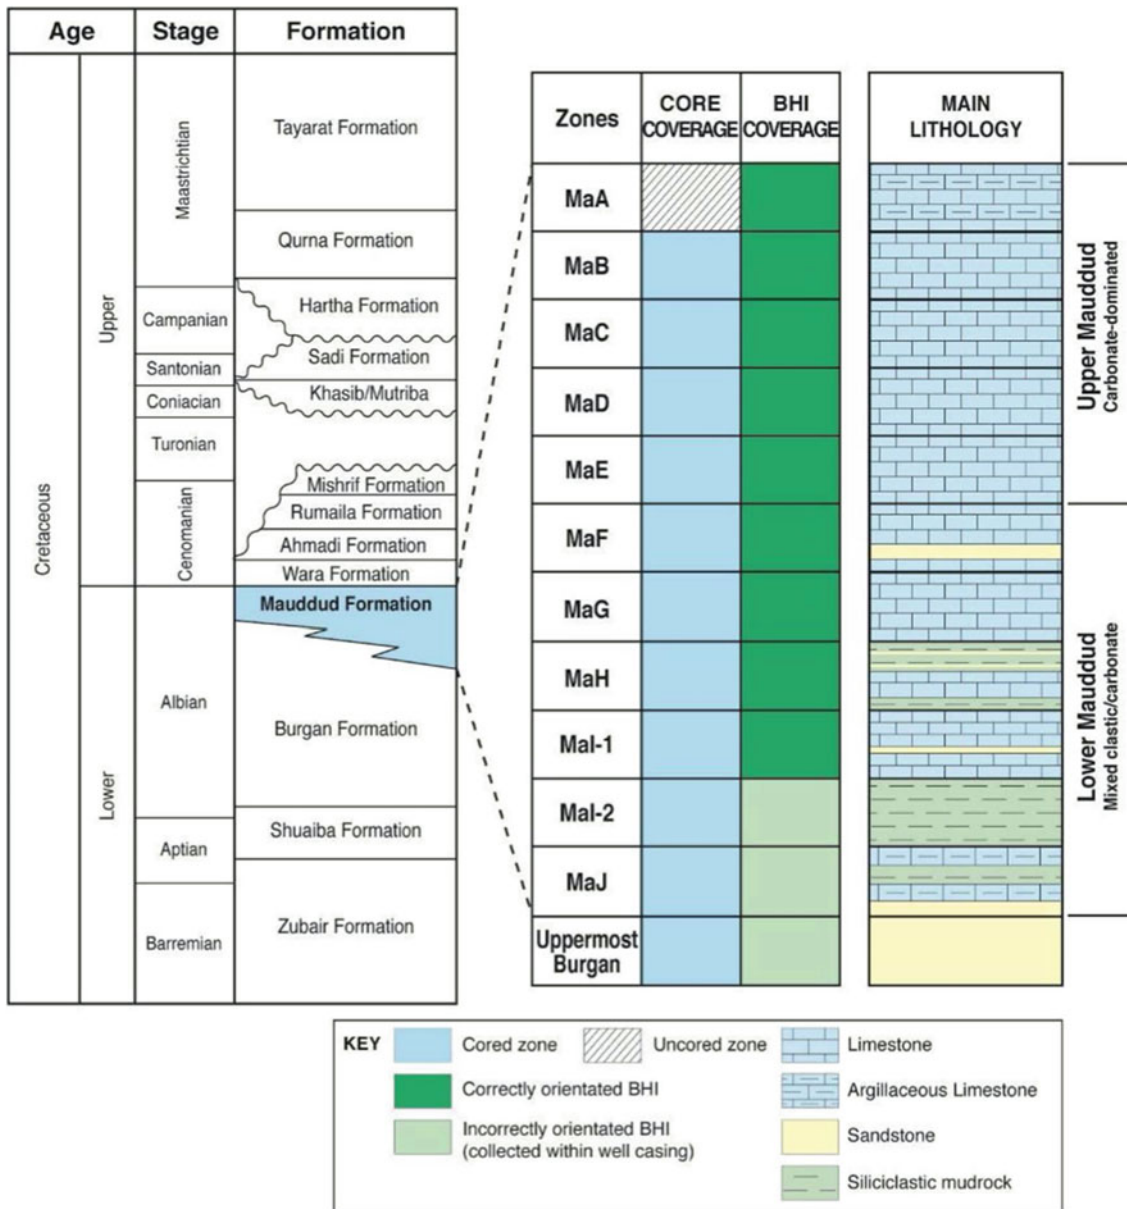 Age
Stage
Formation
Cretaceous
Upper
Lower
Maastrichtian
Campanian
Santonian
Coniacian
Turonian
Cenomanian
Albian
Aptian
Barremian
Tayarat Formation
Qurna Formation
Hartha Formation
Sadi Formation
Khasib/Mutriba
Mishrif Formation
Rumaila Formation
Ahmadi Formation
Wara Formation
Mauddud Formation
Burgan Formation
Shuaiba Formation
Zubair Formation
Zones
CORE
COVERAGE
BHI
COVERAGE
MAIN
LITHOLOGY
MaA
MaB
MaC
MaD
MaE
MaF
MaG
MaH
MaI-1
MaI-2
MaJ
Uppermost
Burgan
Upper Mauddud
Carbonate-dominated
Lower Mauddud
Mixed clastic/carbonate
KEY
Cored zone
Uncored zone
Limestone
Correctly orientated BHI
Argillaceous Limestone
Incorrectly orientated BHI
(collected within well casing)
Sandstone
Siliciclastic mudrock